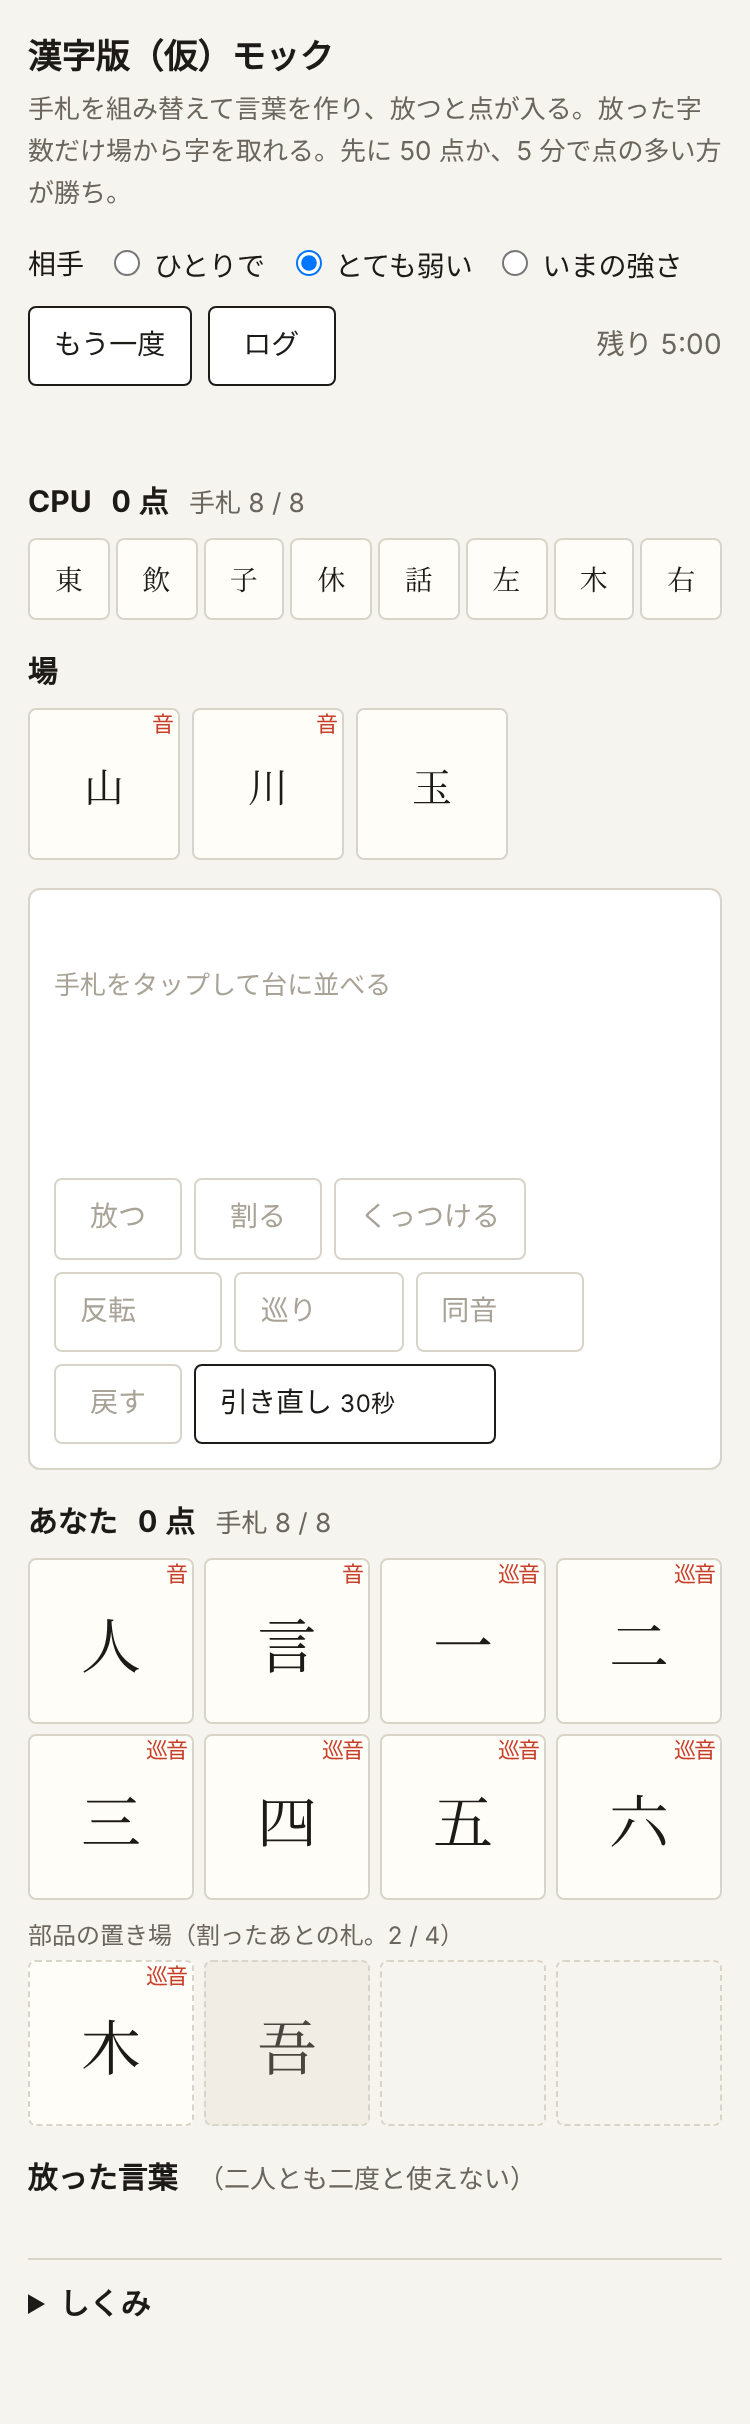 漢字版（仮）モック
手札を組み替えて言葉を作り、放つと点が入る。放った字
数だけ場から字を取れる。先に 50 点か、5 分で点の多い方
が勝ち。
相手 ひとりで とても弱い いまの強さ
もう一度 ログ 残り 5:00
CPU 0 点 手札 8 / 8
東 飲 子 休 話 左 木 右
場
音 音
山 川 玉
手札をタップして台に並べる
放つ 割る くっつける
反転 巡り 同音
戻す 引き直し 30秒
あなた 0 点 手札 8 / 8
音 音 巡音 巡音
人 言 一 二
巡音 巡音 巡音 巡音
三 四 五 六
部品の置き場（割ったあとの札。2 / 4）
巡音
木 吾
放った言葉 （二人とも二度と使えない）
しくみ